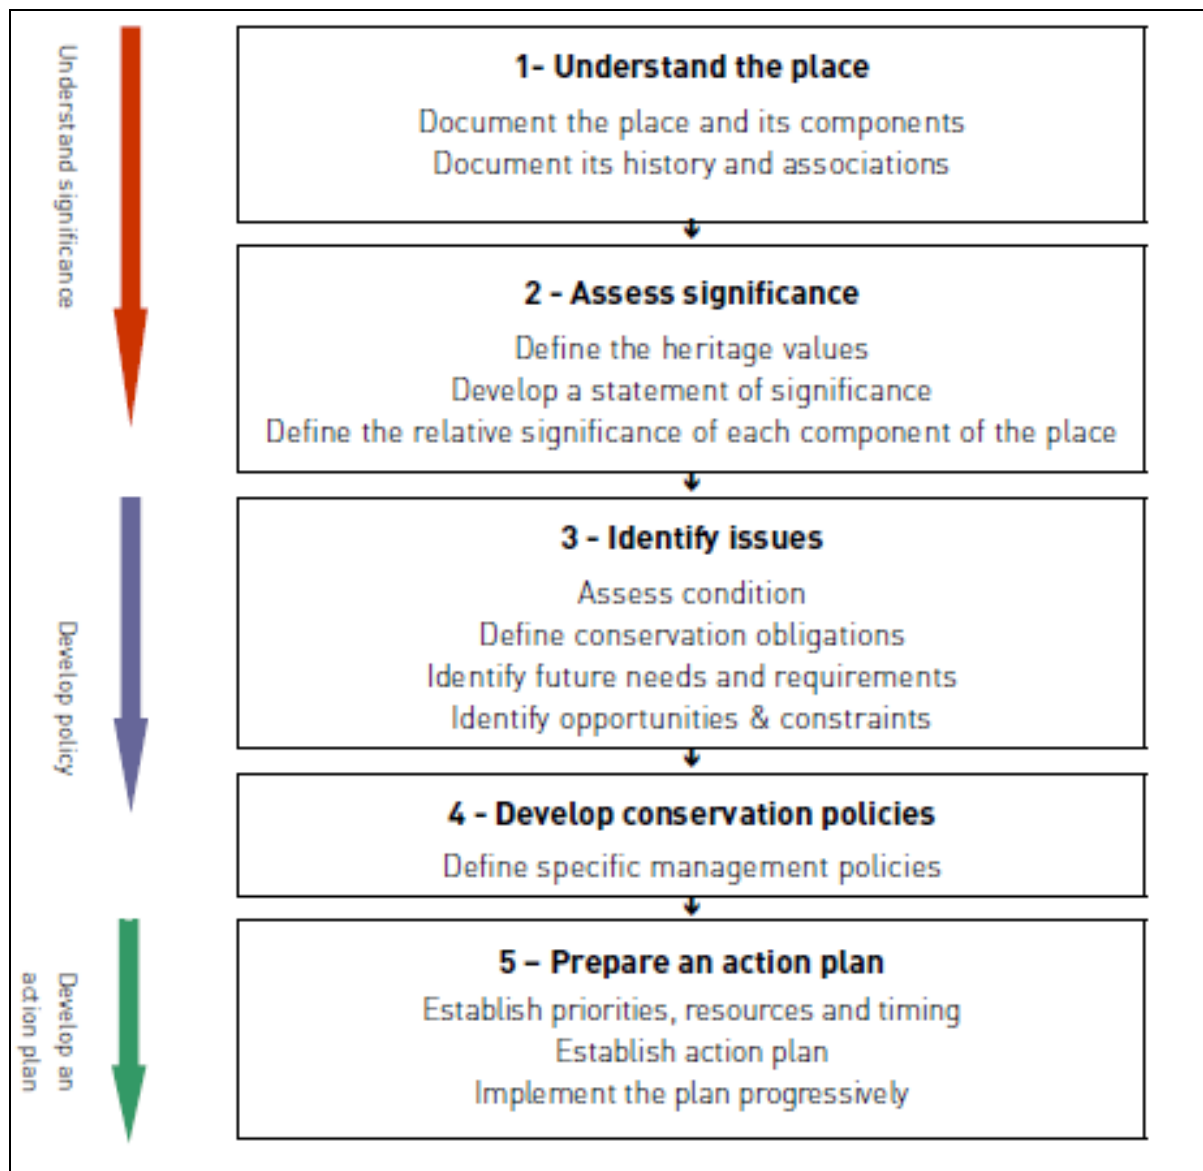 Understand significance
1- Understand the place
Document the place and its components
Document its history and associations
2 - Assess significance
Define the heritage values
Develop a statement of significance
Define the relative significance of each component of the place
Develop policy
3 - Identify issues
Assess condition
Define conservation obligations
Identify future needs and requirements
Identify opportunities & constraints
4 - Develop conservation policies
Define specific management policies
Develop an
action plan
5 – Prepare an action plan
Establish priorities, resources and timing
Establish action plan
Implement the plan progressively